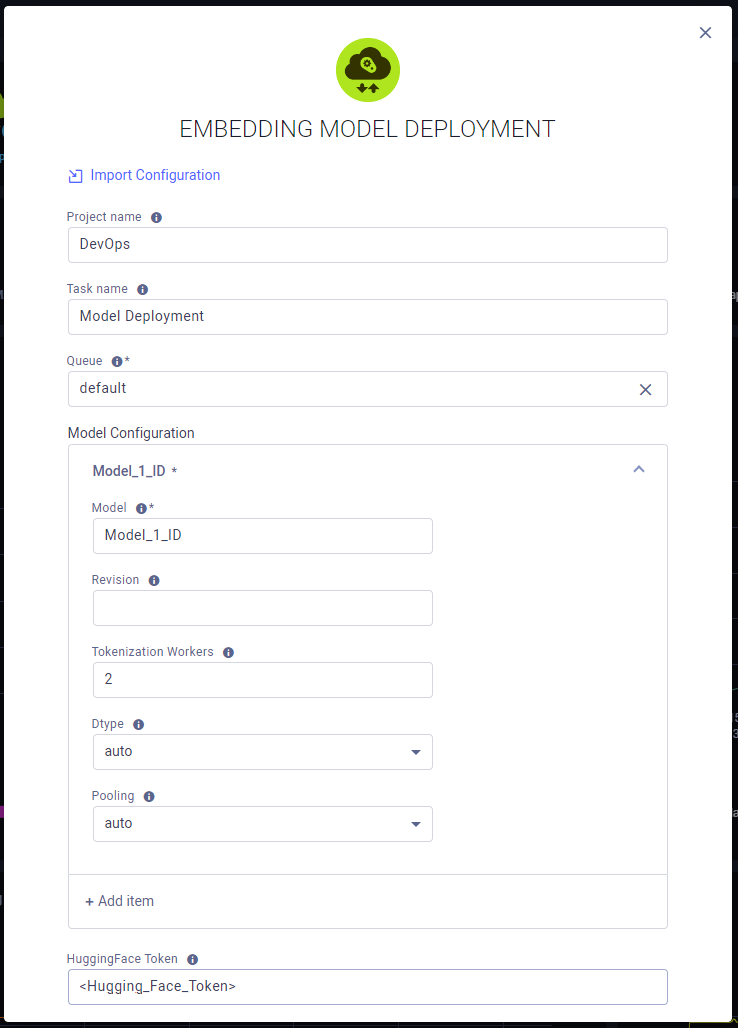 EMBEDDING MODEL DEPLOYMENT
Import Configuration
Project name
DevOps
Task name
Model Deployment
Queue *
default
Model Configuration
Model_1_ID *
Model *
Model_1_ID
Revision
Tokenization Workers
2
Dtype
auto
Pooling
auto
+ Add item
HuggingFace Token
<Hugging_Face_Token>